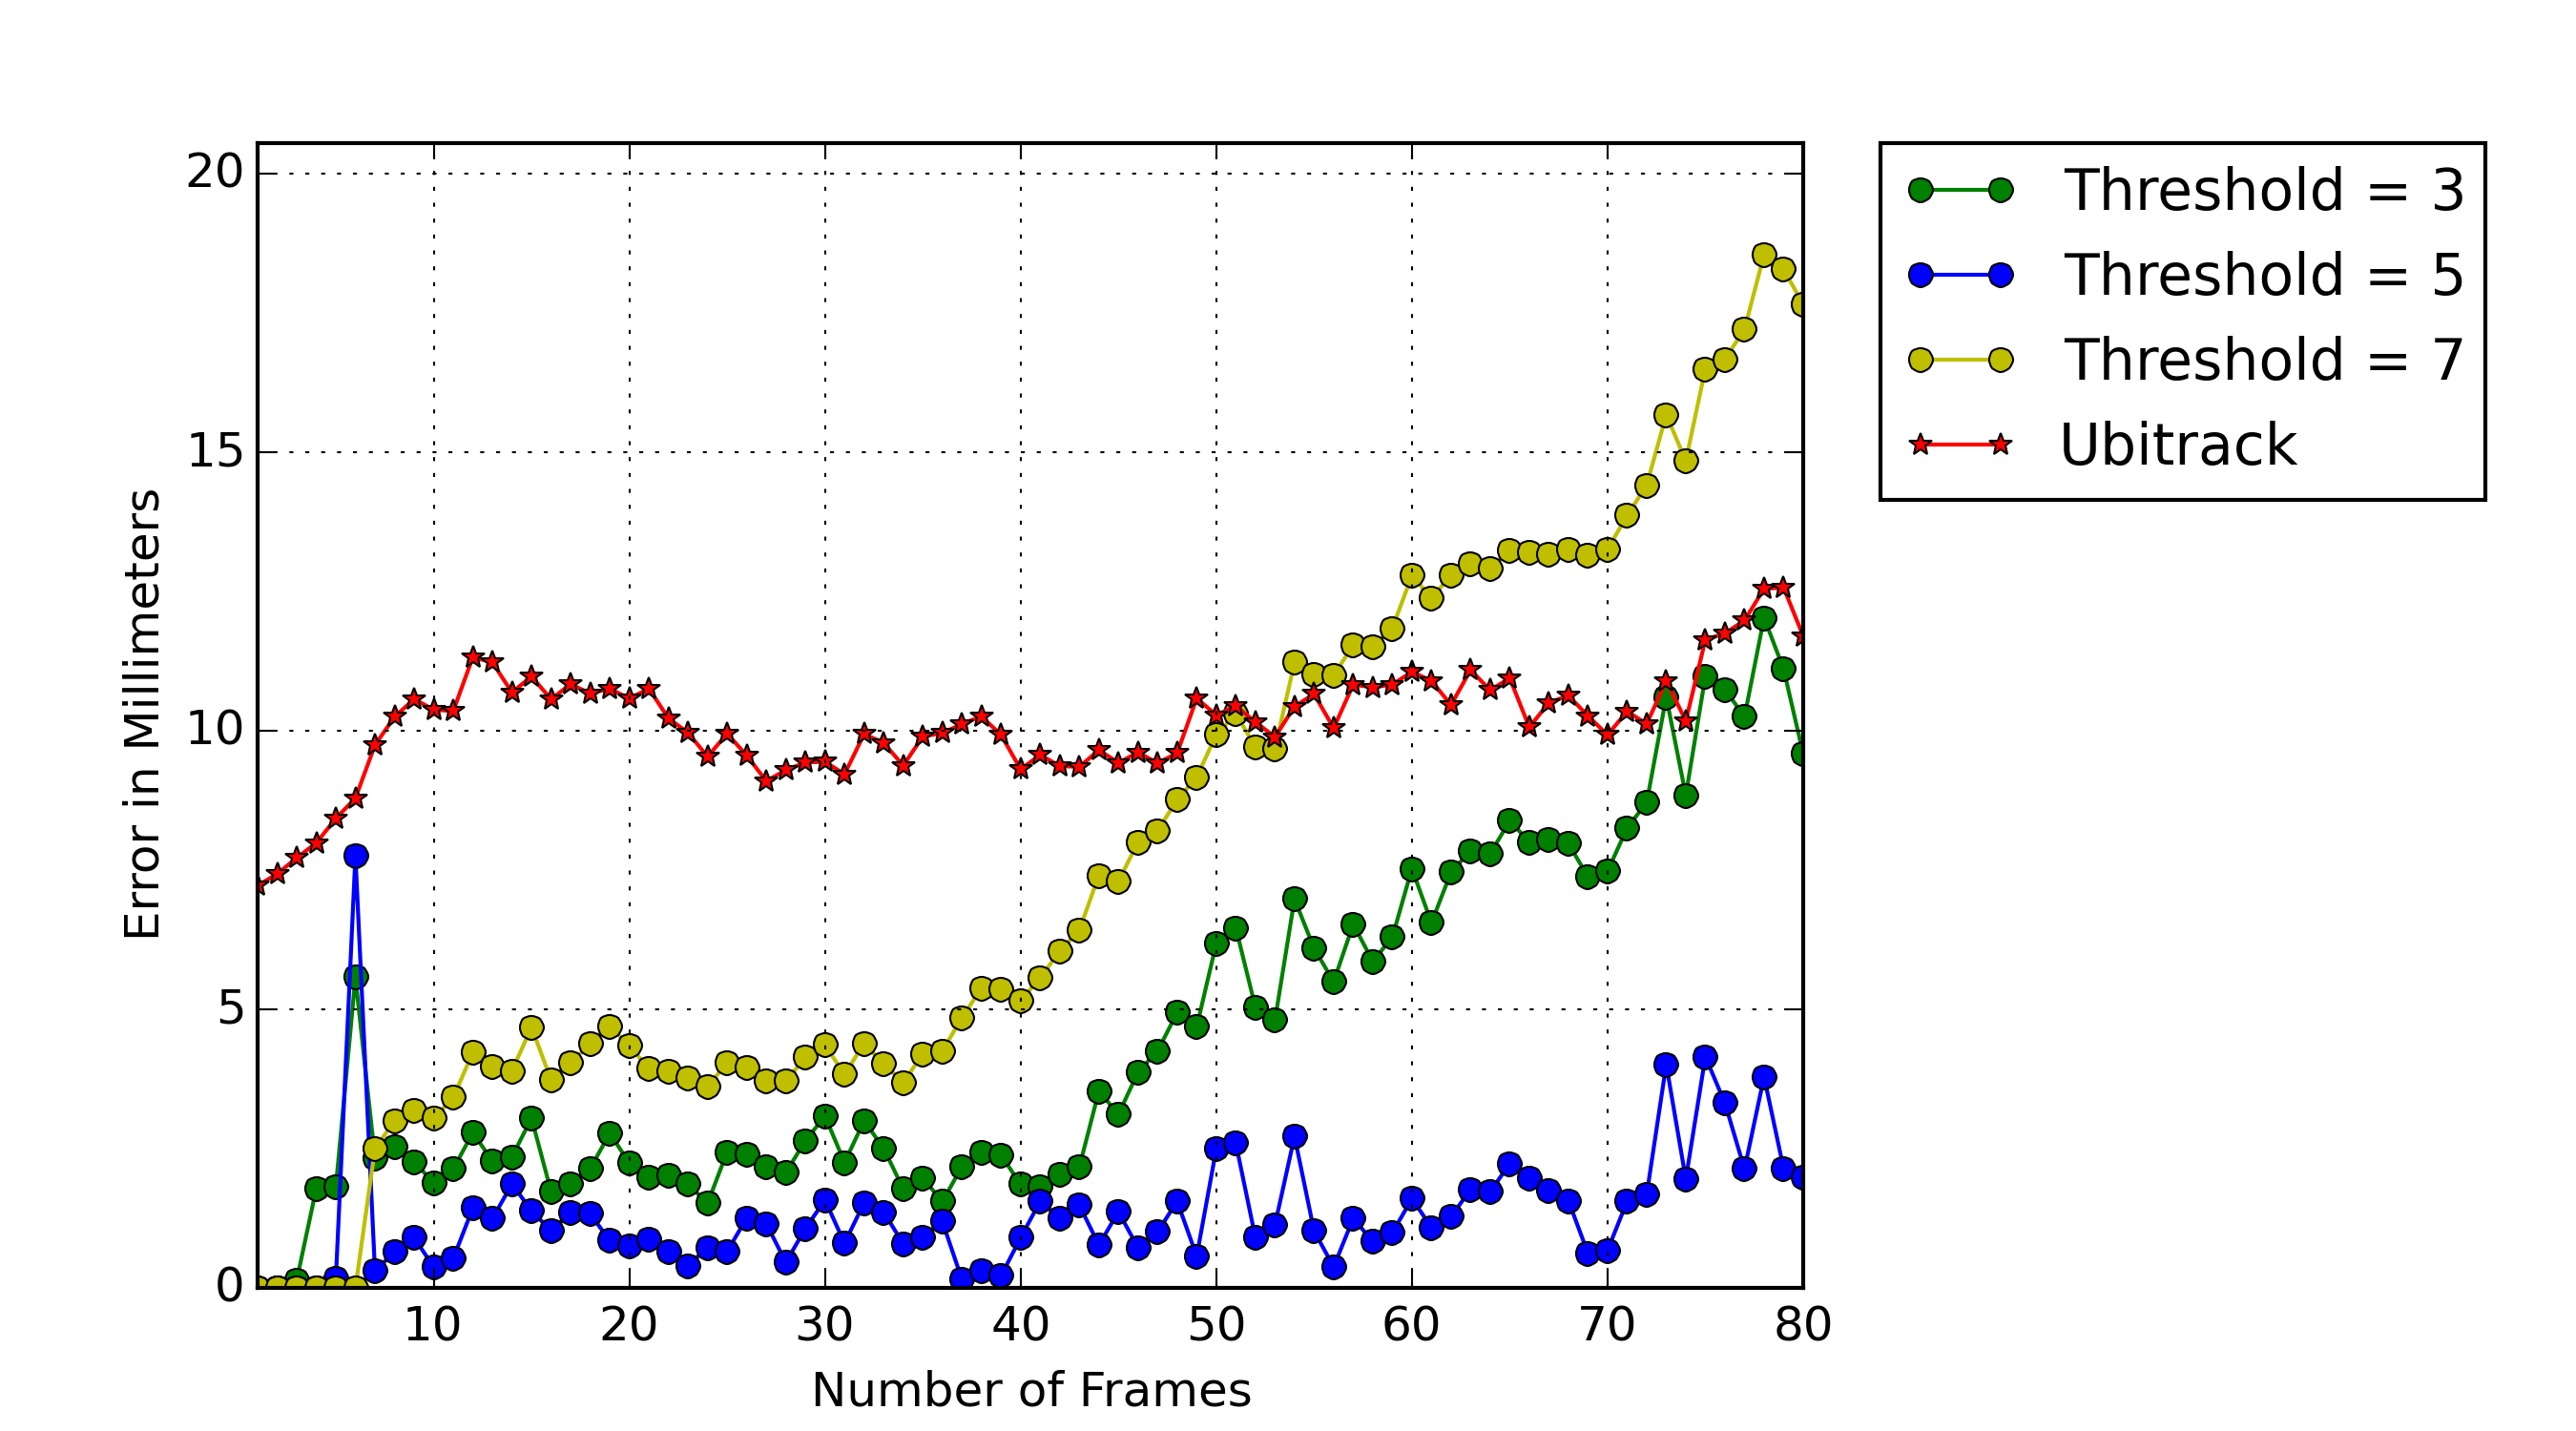 20
15
10
5
0
10 20 30 40 50 60 70 80
Error in Millimeters
Number of Frames
Threshold = 3
Threshold = 5
Threshold = 7
Ubitrack